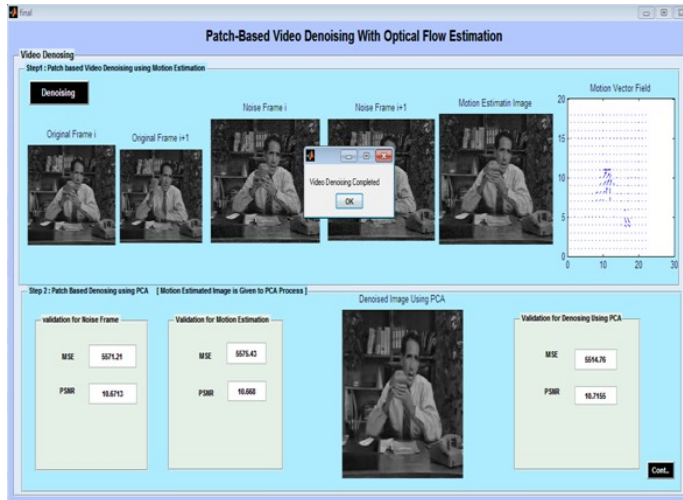 final
Patch-Based Video Denoising With Optical Flow Estimation
Video Denosing
Step1 : Patch based Video Denoising using Motion Estimation
Denoising
Original Frame i
Original Frame i+1
Noise Frame i
Noise Frame i+1
Motion Estimatin Image
Motion Vector Field
20
15
10
5
0
0 10 20 30
Video Denoising Completed
OK
Step 2 : Patch Based Denosing using PCA [ Motion Estimated Image is Given to PCA Process ]
validation for Noise Frame
MSE 5571.21
PSNR 10.6713
Validation for Motion Estimation
MSE 5575.43
PSNR 10.668
Denoised Image Using PCA
Validation for Denosing Using PCA
MSE 5514.76
PSNR 10.7155
Cont..